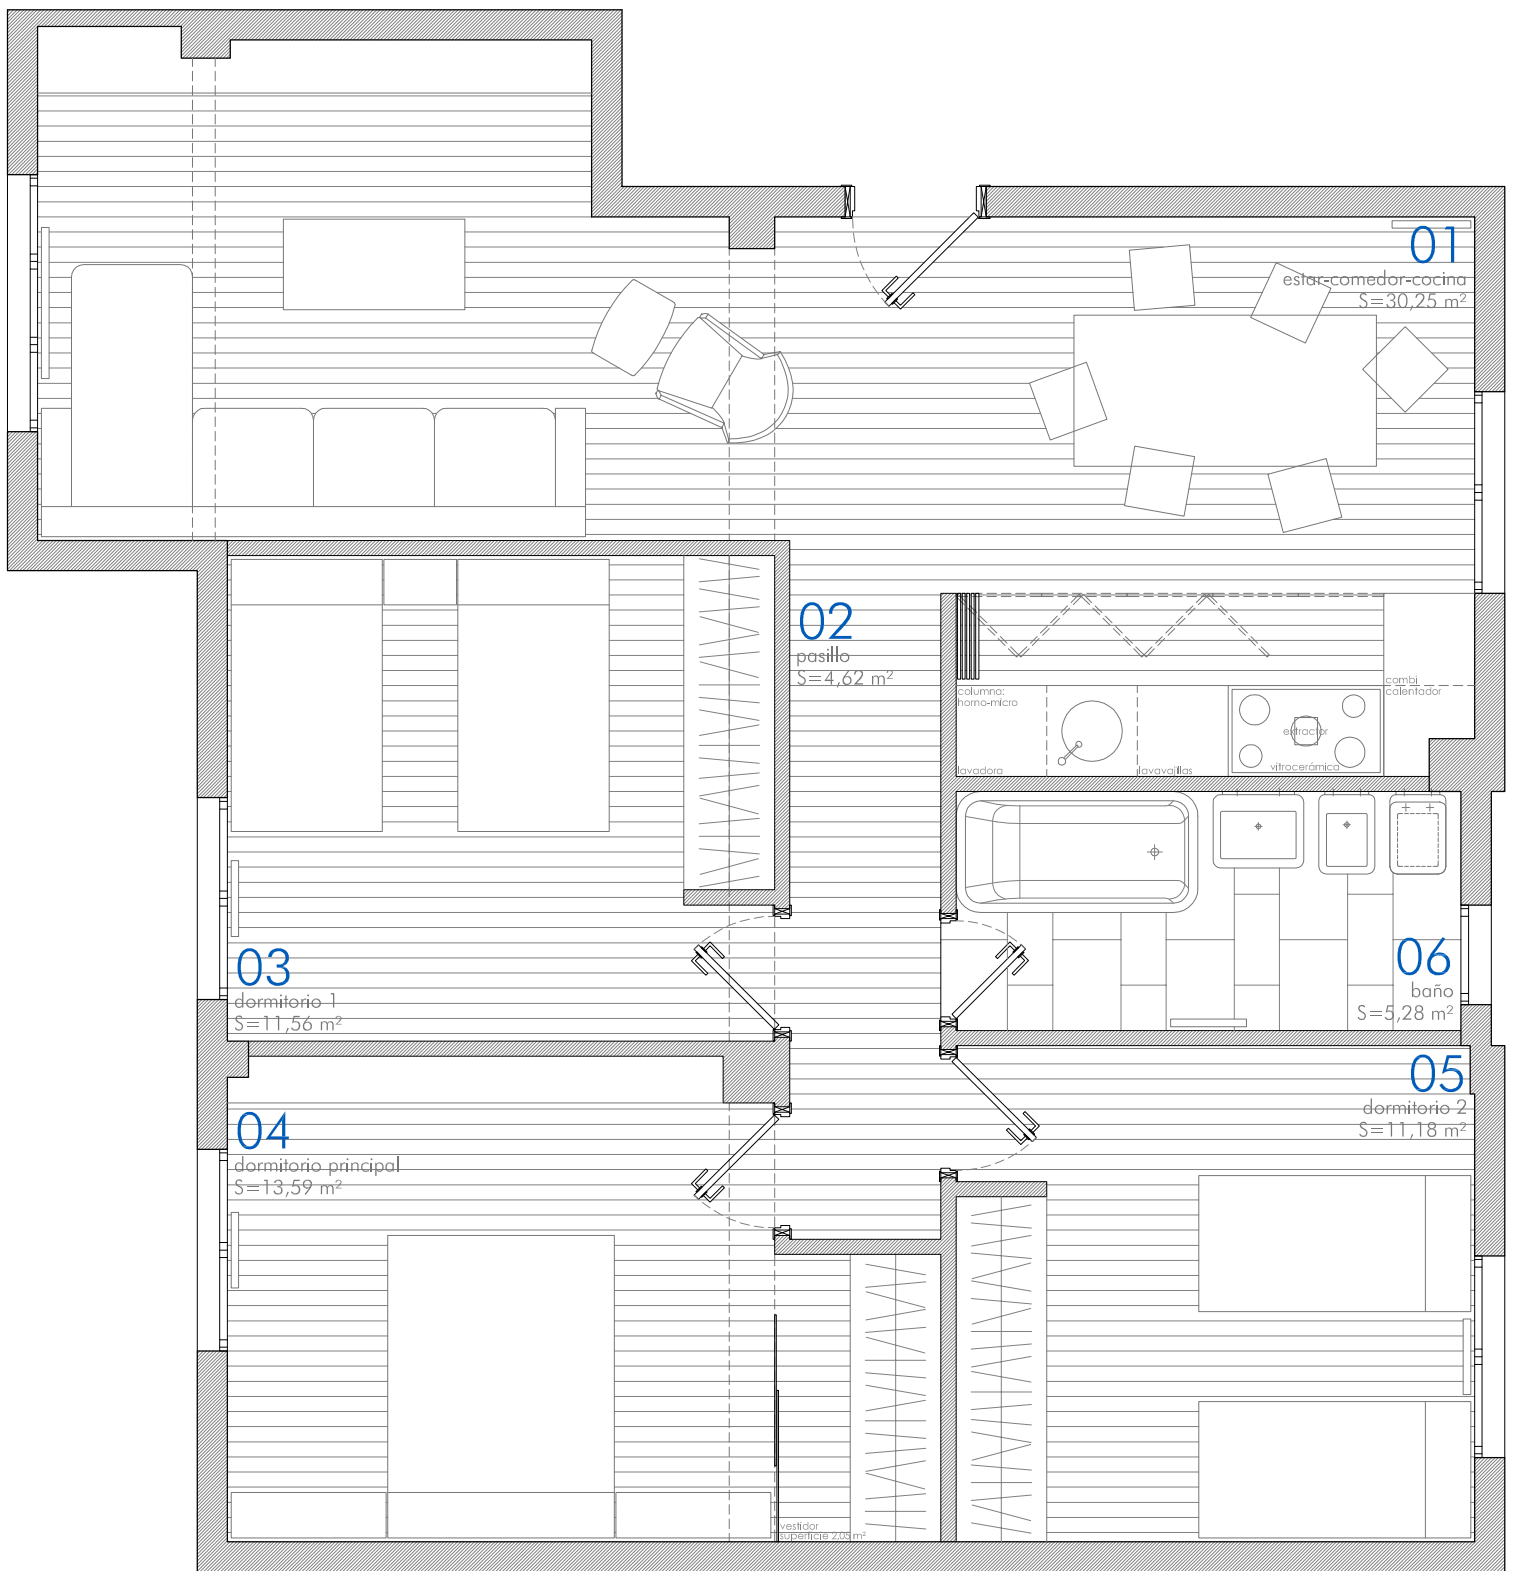 01
estar-comedor-cocina
S=30,25 m²
02
pasillo
S=4,62 m²
columna:
horno-micro
combi
calentador
extractor
lavadora
lavavajillas
vitrocerámica
03
dormitorio 1
S=11,56 m²
06
baño
S=5,28 m²
05
dormitorio 2
S=11,18 m²
04
dormitorio principal
S=13,59 m²
vestidor
superficie 2,05 m²